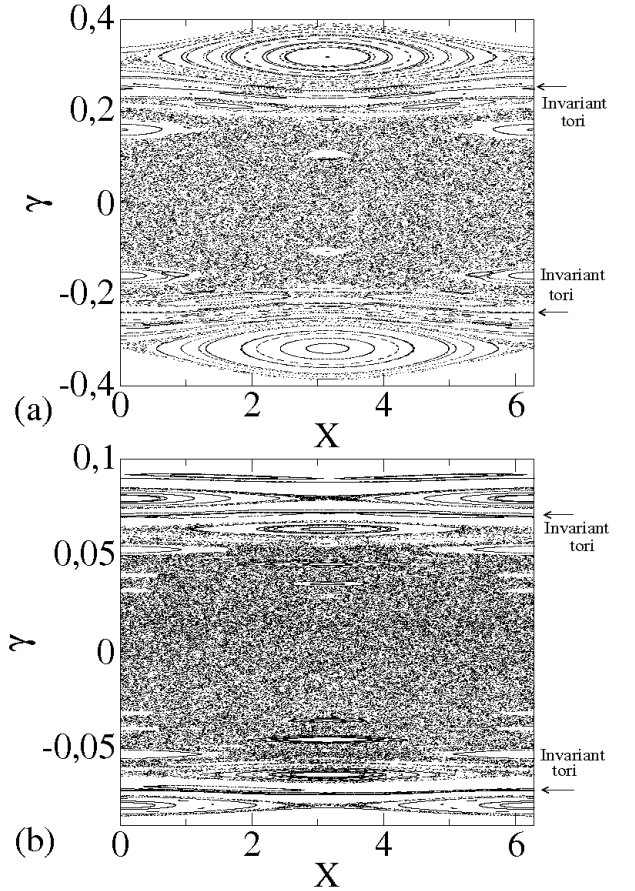 0,4
0,2
0
-0,2
-0,4
γ
Invariant
tori
Invariant
tori
0
2
4
6
X
(a)
0,1
0,05
0
-0,05
γ
Invariant
tori
Invariant
tori
0
2
4
6
X
(b)